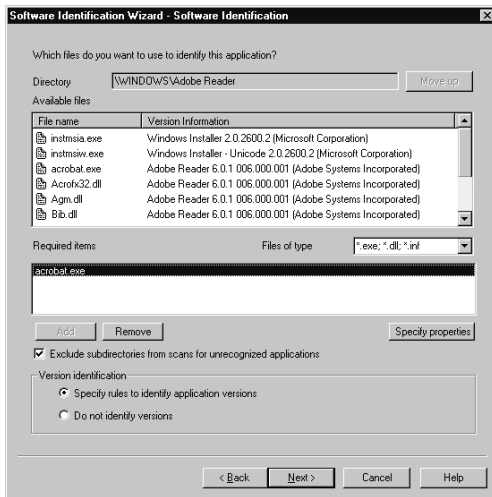 Software Identification Wizard - Software Identification
Which files do you want to use to identify this application?
Directory \WINDOWS\Adobe Reader Move up
Available files
File name Version Information
instmsia.exe Windows Installer 2.0.2600.2 (Microsoft Corporation)
instmsiw.exe Windows Installer - Unicode 2.0.2600.2 (Microsoft Corporation)
acrobat.exe Adobe Reader 6.0.1 006.000.001 (Adobe Systems Incorporated)
Acrofx32.dll Adobe Reader 6.0.1 006.000.001 (Adobe Systems Incorporated)
Agm.dll Adobe Reader 6.0.1 006.000.001 (Adobe Systems Incorporated)
Bib.dll Adobe Reader 6.0.1 006.000.001 (Adobe Systems Incorporated)
Required items Files of type *.exe; *.dll; *.inf
acrobat.exe
Add Remove Specify properties
Exclude subdirectories from scans for unrecognized applications
Version identification
Specify rules to identify application versions
Do not identify versions
< Back Next > Cancel Help